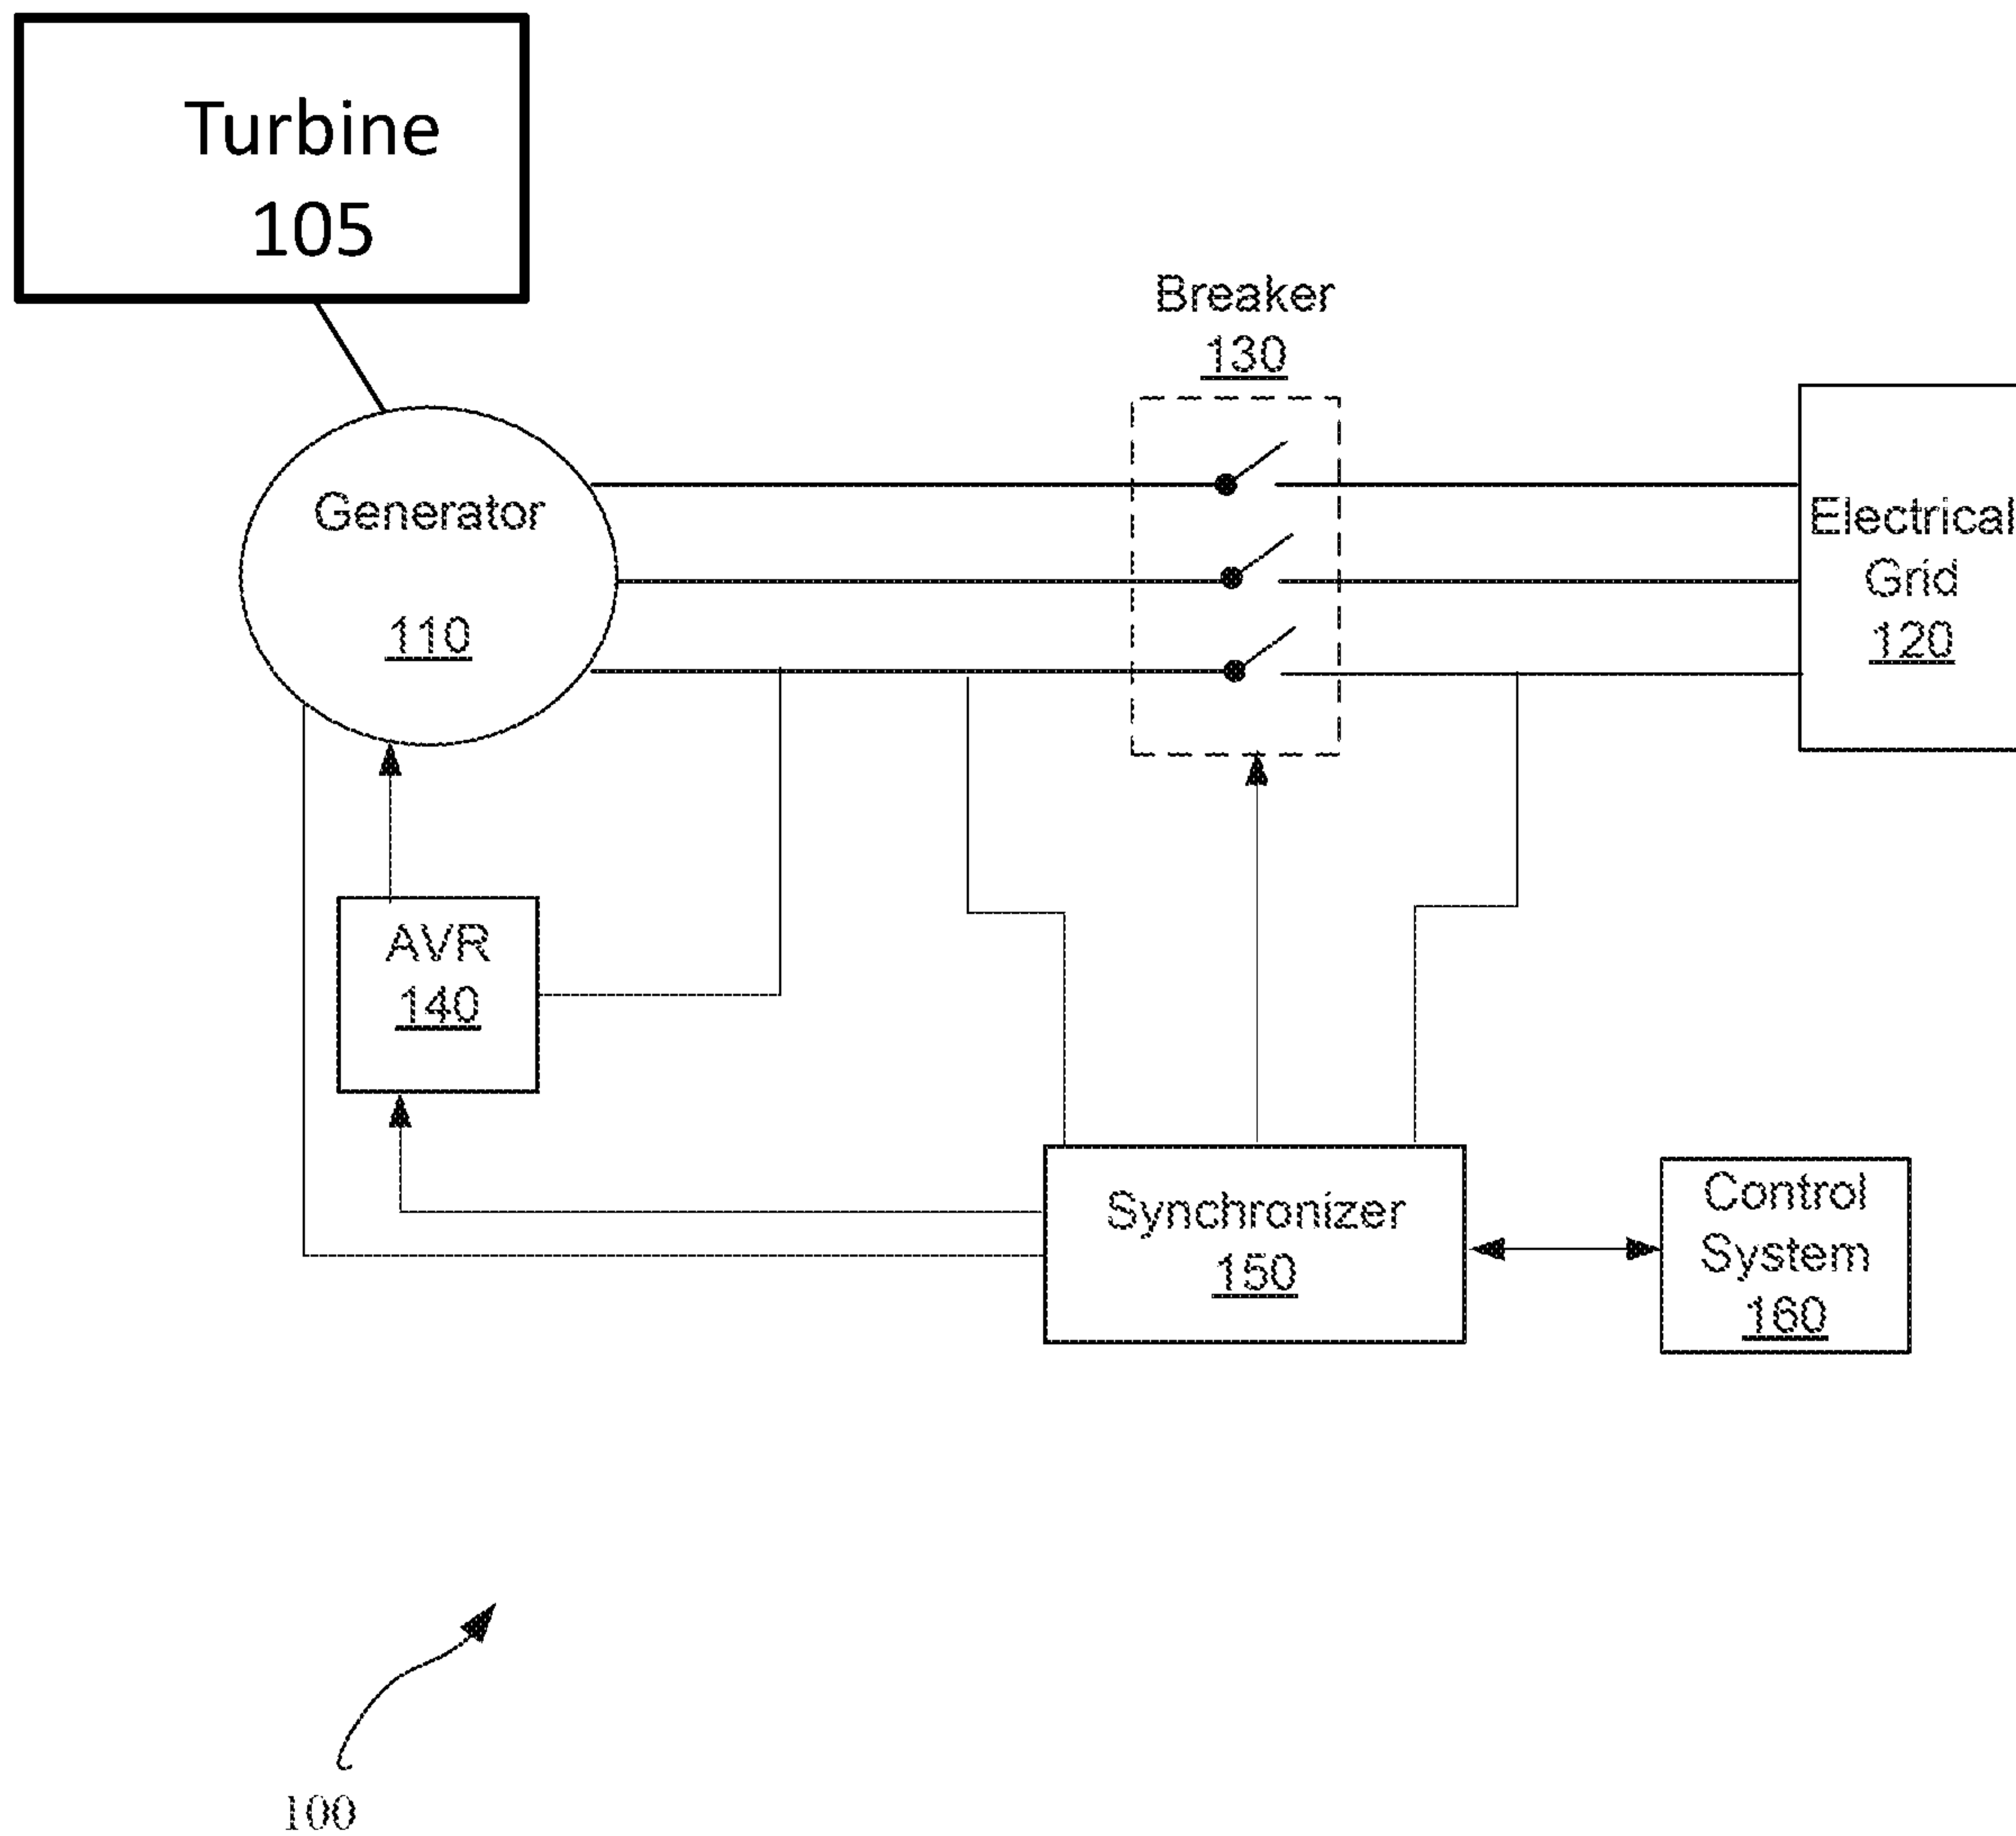 Turbine
105
Breaker
130
Generator
110
Electrical
Grid
120
AVR
140
Synchronizer
150
Control
System
160
100